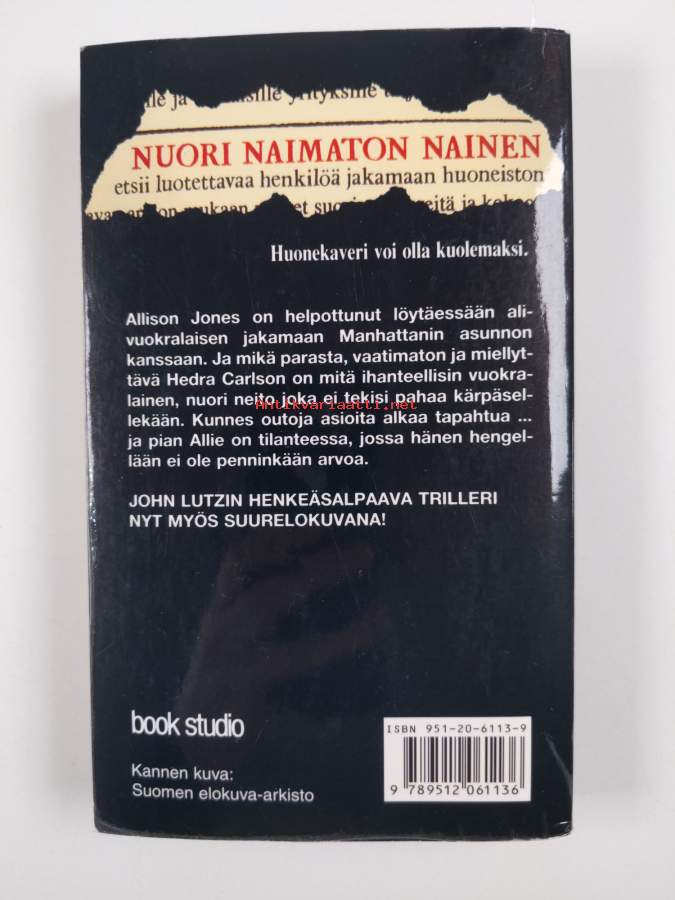 yrityksille
NUORI NAIMATON NAINEN
etsii luotettavaa henkilöä jakamaan huoneiston
mukaan
Huonekaveri voi olla kuolemaksi.
Allison Jones on helpottunut löytäessään ali-
vuokralaisen jakamaan Manhattanin asunnon
kanssaan. Ja mikä parasta, vaatimaton ja miellyt-
tävä Hedra Carlson on mitä ihanteellisin vuokra-
lainen, nuori neito joka ei tekisi pahaa kärpäsel-
Antikvariaatti.net
lekään. Kunnes outoja asioita alkaa tapahtua ...
ja pian Allie on tilanteessa, jossa hänen hengel-
lään ei ole penninkään arvoa.
JOHN LUTZIN HENKEÄSALPAAVA TRILLERI
NYT MYÖS SUURELOKUVANA!
book studio
ISBN 951-20-6113-9
9 789512 061136
Kannen kuva:
Suomen elokuva-arkisto